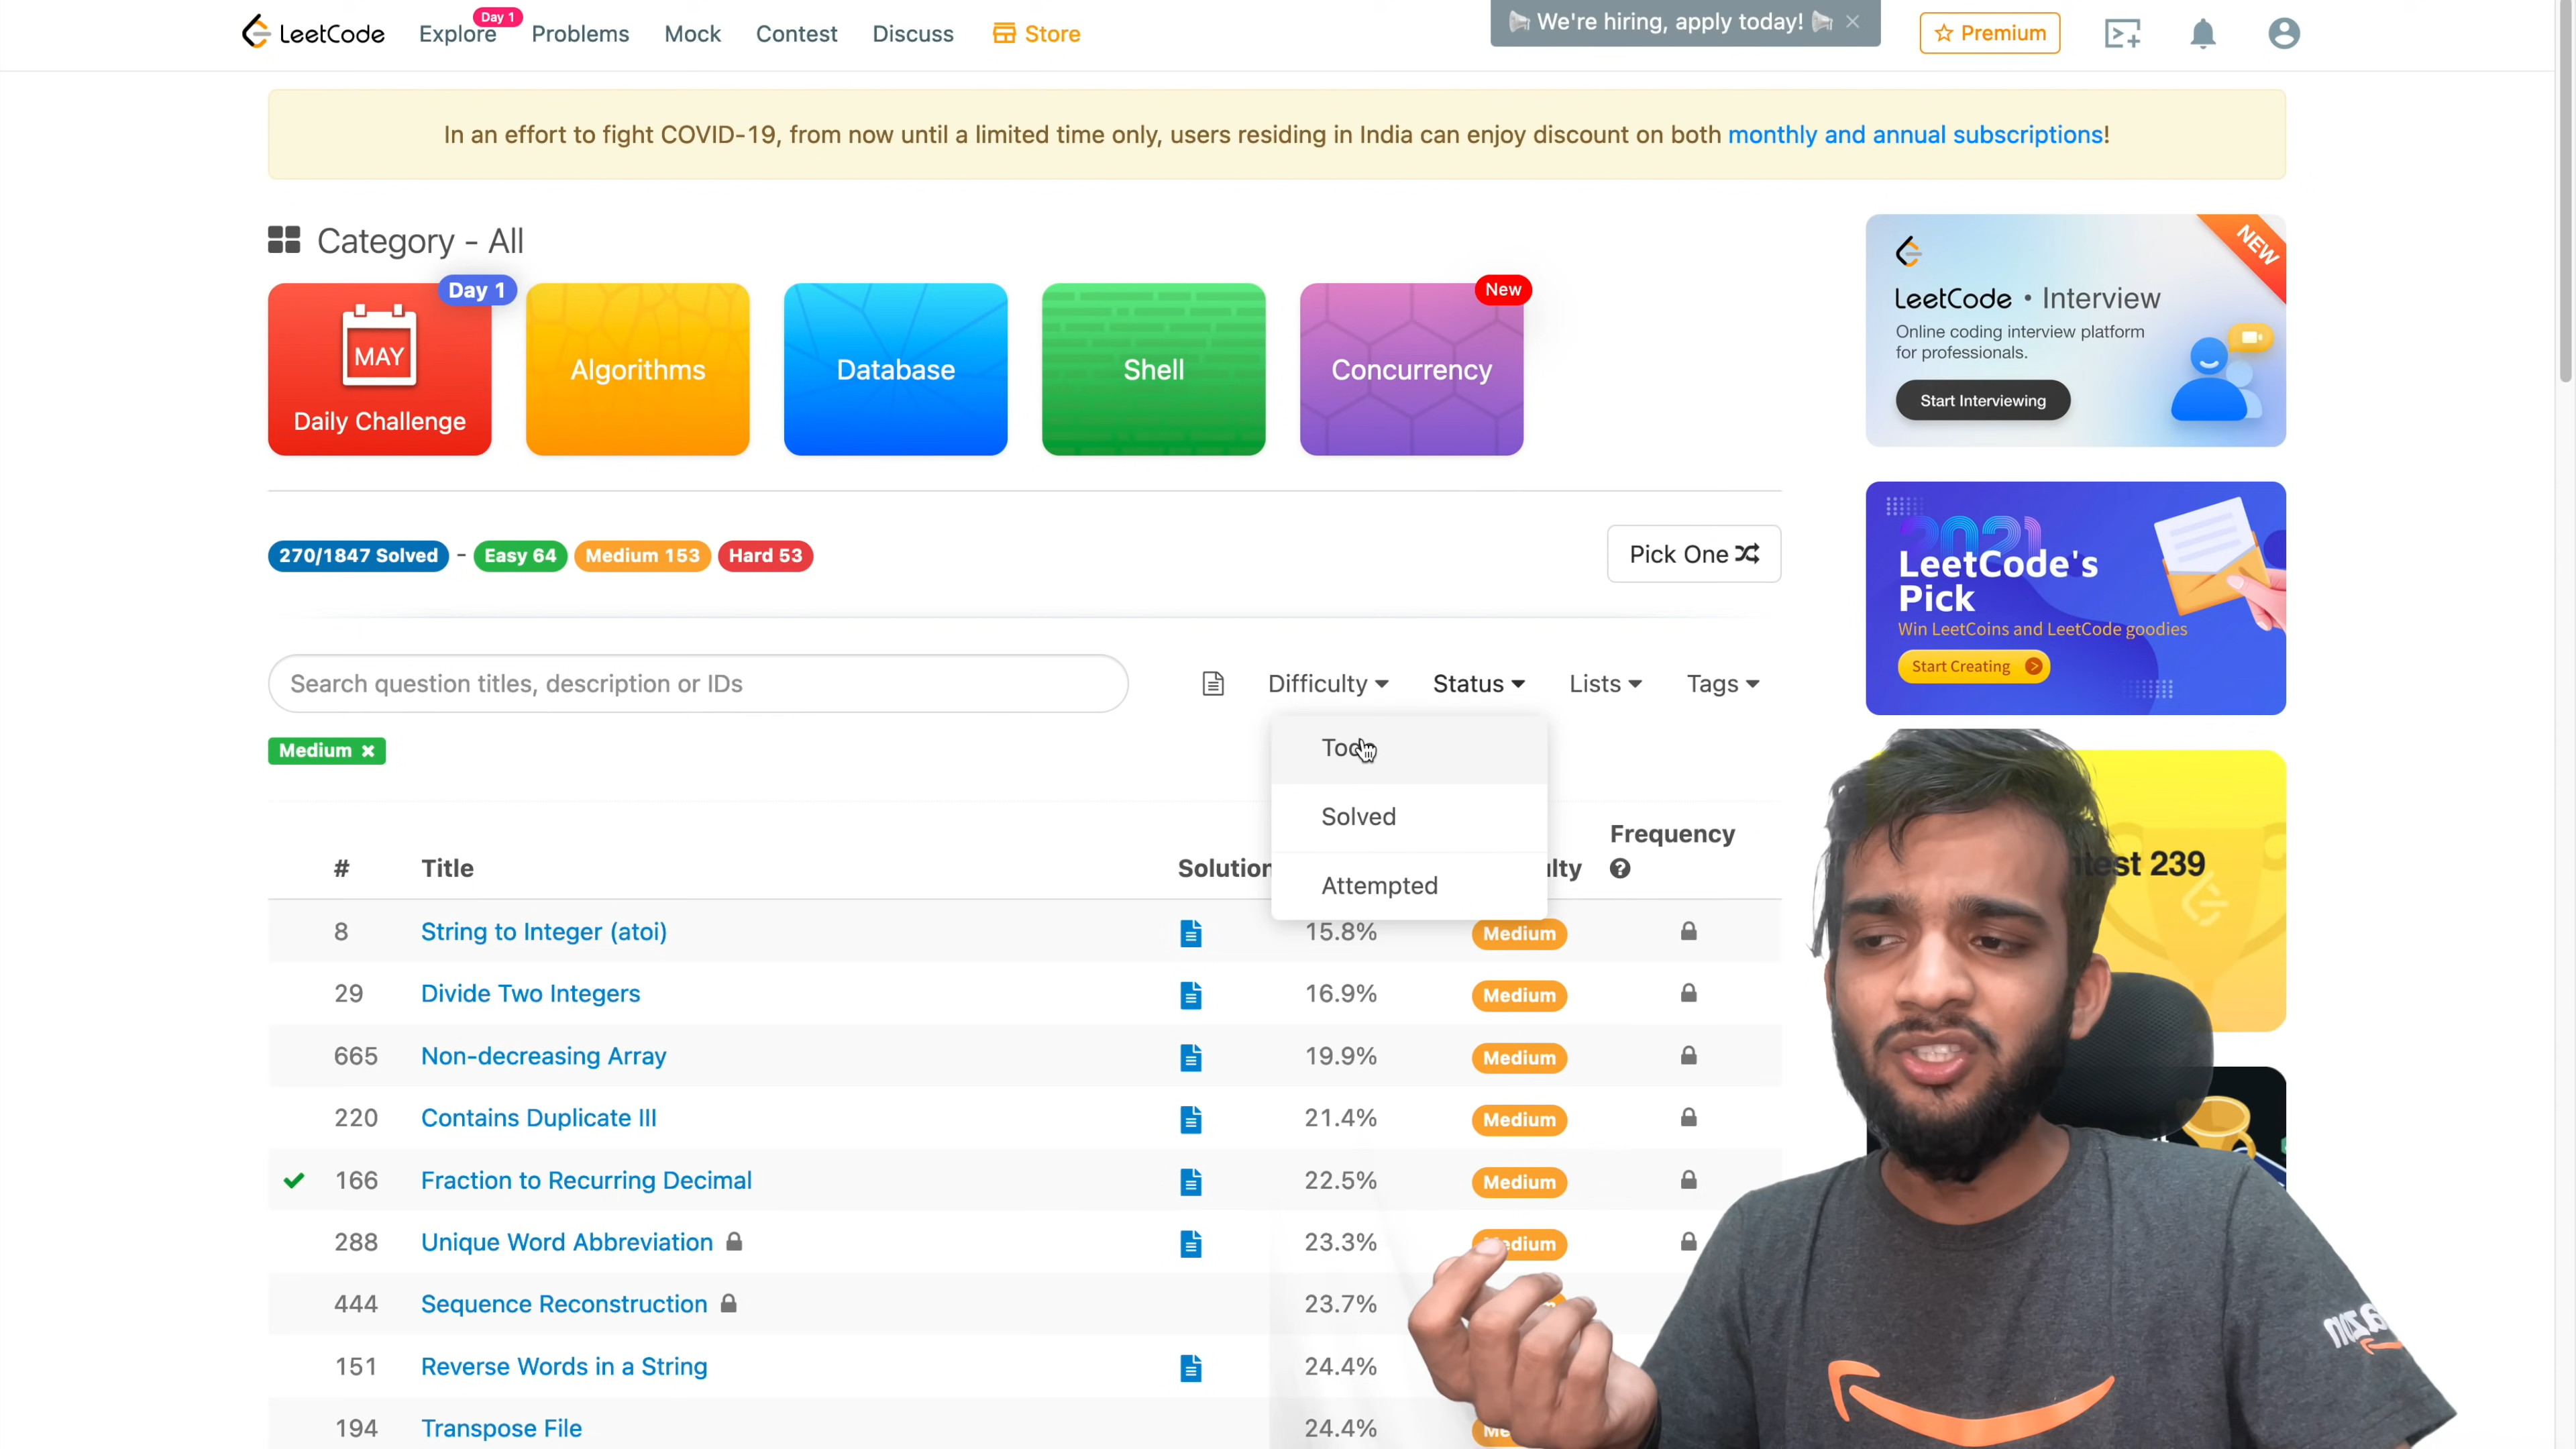 LeetCode
Explore
Day 1
Problems
Mock
Contest
Discuss
Store
We're hiring, apply today!
Premium
In an effort to fight COVID-19, from now until a limited time only, users residing in India can enjoy discount on both monthly and annual subscriptions!
Category - All
Day 1
MAY
Daily Challenge
Algorithms
Database
Shell
New
Concurrency
NEW
LeetCode • Interview
Online coding interview platform
for professionals.
Start Interviewing
270/1847 Solved - Easy 64 Medium 153 Hard 53
Pick One
2021
LeetCode's
Pick
Win LeetCoins and LeetCode goodies
Start Creating
Search question titles, description or IDs
Difficulty Status Lists Tags
Medium ×
Solved
Attempted
239
# Title Solution Frequency
8 String to Integer (atoi) 15.8% Medium
29 Divide Two Integers 16.9% Medium
665 Non-decreasing Array 19.9% Medium
220 Contains Duplicate III 21.4% Medium
166 Fraction to Recurring Decimal 22.5% Medium
288 Unique Word Abbreviation 23.3% Medium
444 Sequence Reconstruction 23.7%
151 Reverse Words in a String 24.4%
194 Transpose File 24.4%